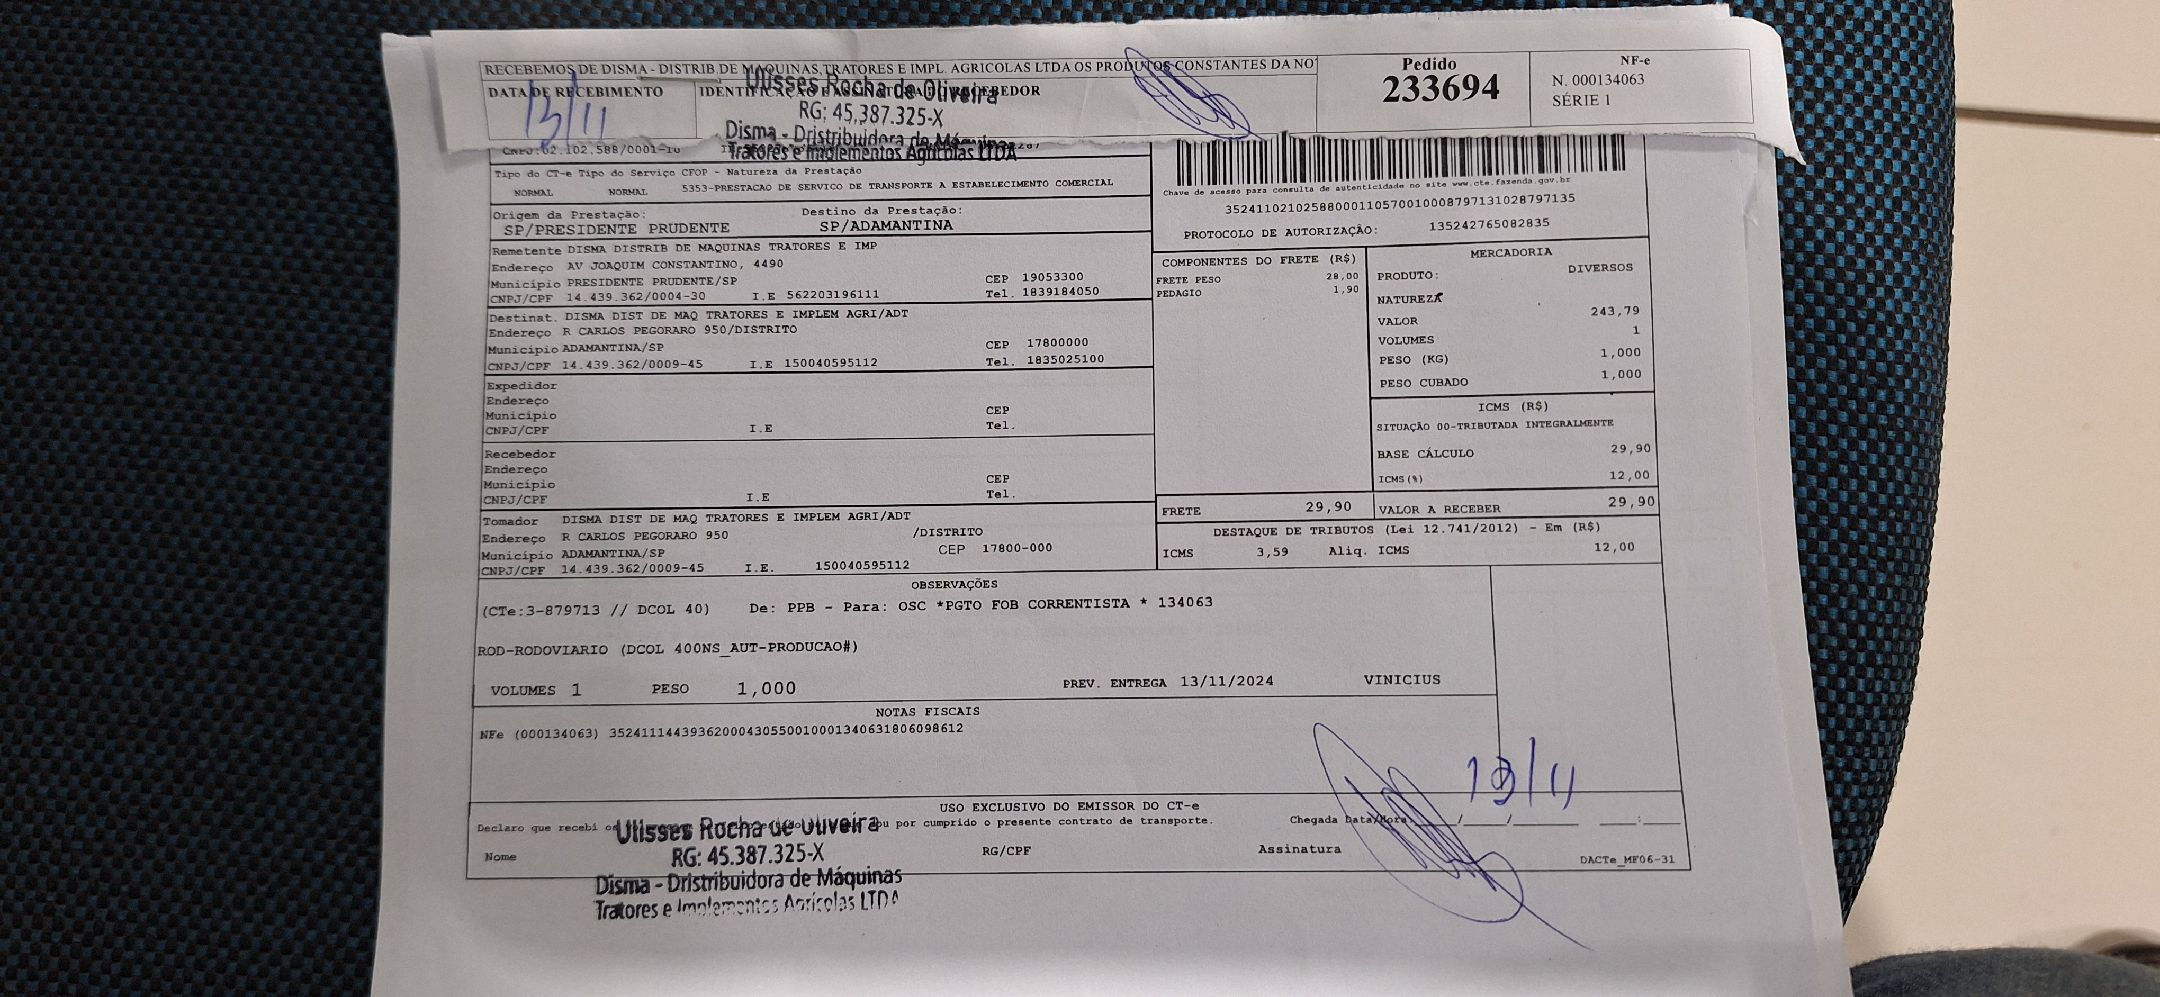 RECEBEMOS DE DISMA - DISTRIB DE MAQUINAS,TRATORES E IMPL. AGRICOLAS LTDA OS PRODUTOS CONSTANTES DA NO
Pedido
233694
NF-e
N. 000134063
SÉRIE 1
DATA DE RECEBIMENTO
13/11
Ulisses Rocha de Oliveira
RG: 45.387.325-X
Disma - Dristribuidora de Máquinas
Tratores e Implementos Agrícolas LTDA
CNPJ:02.102.588/0001-10
Tipo do CT-e Tipo do Serviço CFOP - Natureza da Prestação
NORMAL NORMAL 5353-PRESTACAO DE SERVICO DE TRANSPORTE A ESTABELECIMENTO COMERCIAL
Chave de acesso para consulta de autenticidade no site www.cte.fazenda.gov.br
35241102102588000110570010008797131028797135
PROTOCOLO DE AUTORIZAÇÃO: 135242765082835
Origem da Prestação: Destino da Prestação:
SP/PRESIDENTE PRUDENTE SP/ADAMANTINA
Remetente DISMA DISTRIB DE MAQUINAS TRATORES E IMP
Endereço AV JOAQUIM CONSTANTINO, 4490
Município PRESIDENTE PRUDENTE/SP CEP 19053300
CNPJ/CPF 14.439.362/0004-30 I.E 562203196111 Tel. 1839184050
Destinat. DISMA DIST DE MAQ TRATORES E IMPLEM AGRI/ADT
Endereço R CARLOS PEGORARO 950/DISTRITO
Município ADAMANTINA/SP CEP 17800000
CNPJ/CPF 14.439.362/0009-45 I.E 150040595112 Tel. 1835025100
Expedidor
Endereço
Município CEP
CNPJ/CPF I.E Tel.
Recebedor
Endereço
Município CEP
CNPJ/CPF I.E Tel.
Tomador DISMA DIST DE MAQ TRATORES E IMPLEM AGRI/ADT
Endereço R CARLOS PEGORARO 950 /DISTRITO
Município ADAMANTINA/SP CEP 17800-000
CNPJ/CPF 14.439.362/0009-45 I.E. 150040595112
COMPONENTES DO FRETE (R$)
FRETE PESO 28,00
PEDAGIO 1,90
MERCADORIA
PRODUTO: DIVERSOS
NATUREZA
VALOR 243,79
VOLUMES 1
PESO (KG) 1,000
PESO CUBADO 1,000
ICMS (R$)
SITUAÇÃO 00-TRIBUTADA INTEGRALMENTE
BASE CÁLCULO 29,90
ICMS(%) 12,00
FRETE 29,90 VALOR A RECEBER 29,90
DESTAQUE DE TRIBUTOS (Lei 12.741/2012) - Em (R$)
ICMS 3,59 Aliq. ICMS 12,00
OBSERVAÇÕES
(CTe:3-879713 // DCOL 40) De: PPB - Para: OSC *PGTO FOB CORRENTISTA * 134063
ROD-RODOVIARIO (DCOL 400NS_AUT-PRODUCAO#)
VOLUMES 1 PESO 1,000 PREV. ENTREGA 13/11/2024 VINICIUS
NOTAS FISCAIS
NFe (000134063) 35241114439362000430550010001340631806098612
13/11
USO EXCLUSIVO DO EMISSOR DO CT-e
Declaro que recebi por cumprido o presente contrato de transporte. Chegada Data/Hora: __/__/____ __:__
Nome RG/CPF Assinatura
Ulisses Rocha de Oliveira
RG: 45.387.325-X
Disma - Dristribuidora de Máquinas
Tratores e Implementos Agrícolas LTDA
DACTe_MF06-31